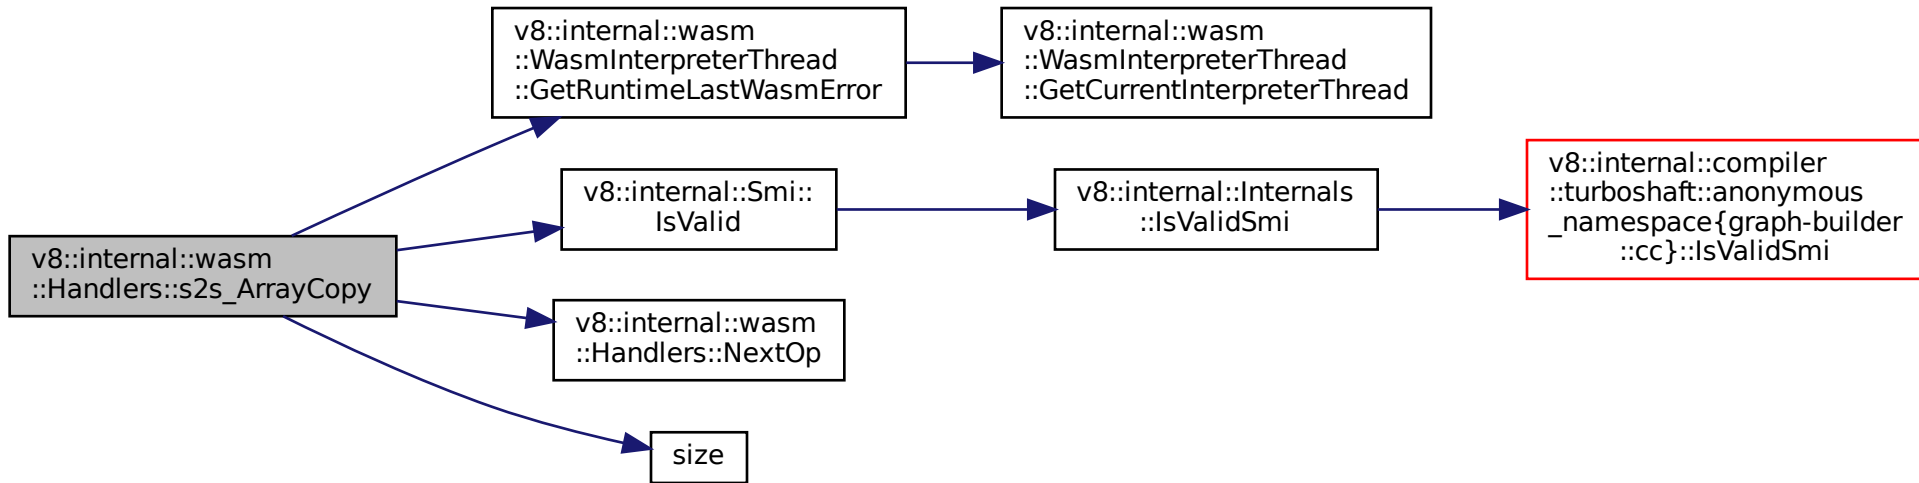 v8::internal::wasm
::WasmInterpreterThread
::GetRuntimeLastWasmError
v8::internal::wasm
::WasmInterpreterThread
::GetCurrentInterpreterThread
v8::internal::compiler
::turboshaft::anonymous
_namespace{graph-builder
::cc}::IsValidSmi
v8::internal::Smi::
IsValid
v8::internal::Internals
::IsValidSmi
v8::internal::wasm
::Handlers::s2s_ArrayCopy
v8::internal::wasm
::Handlers::NextOp
size